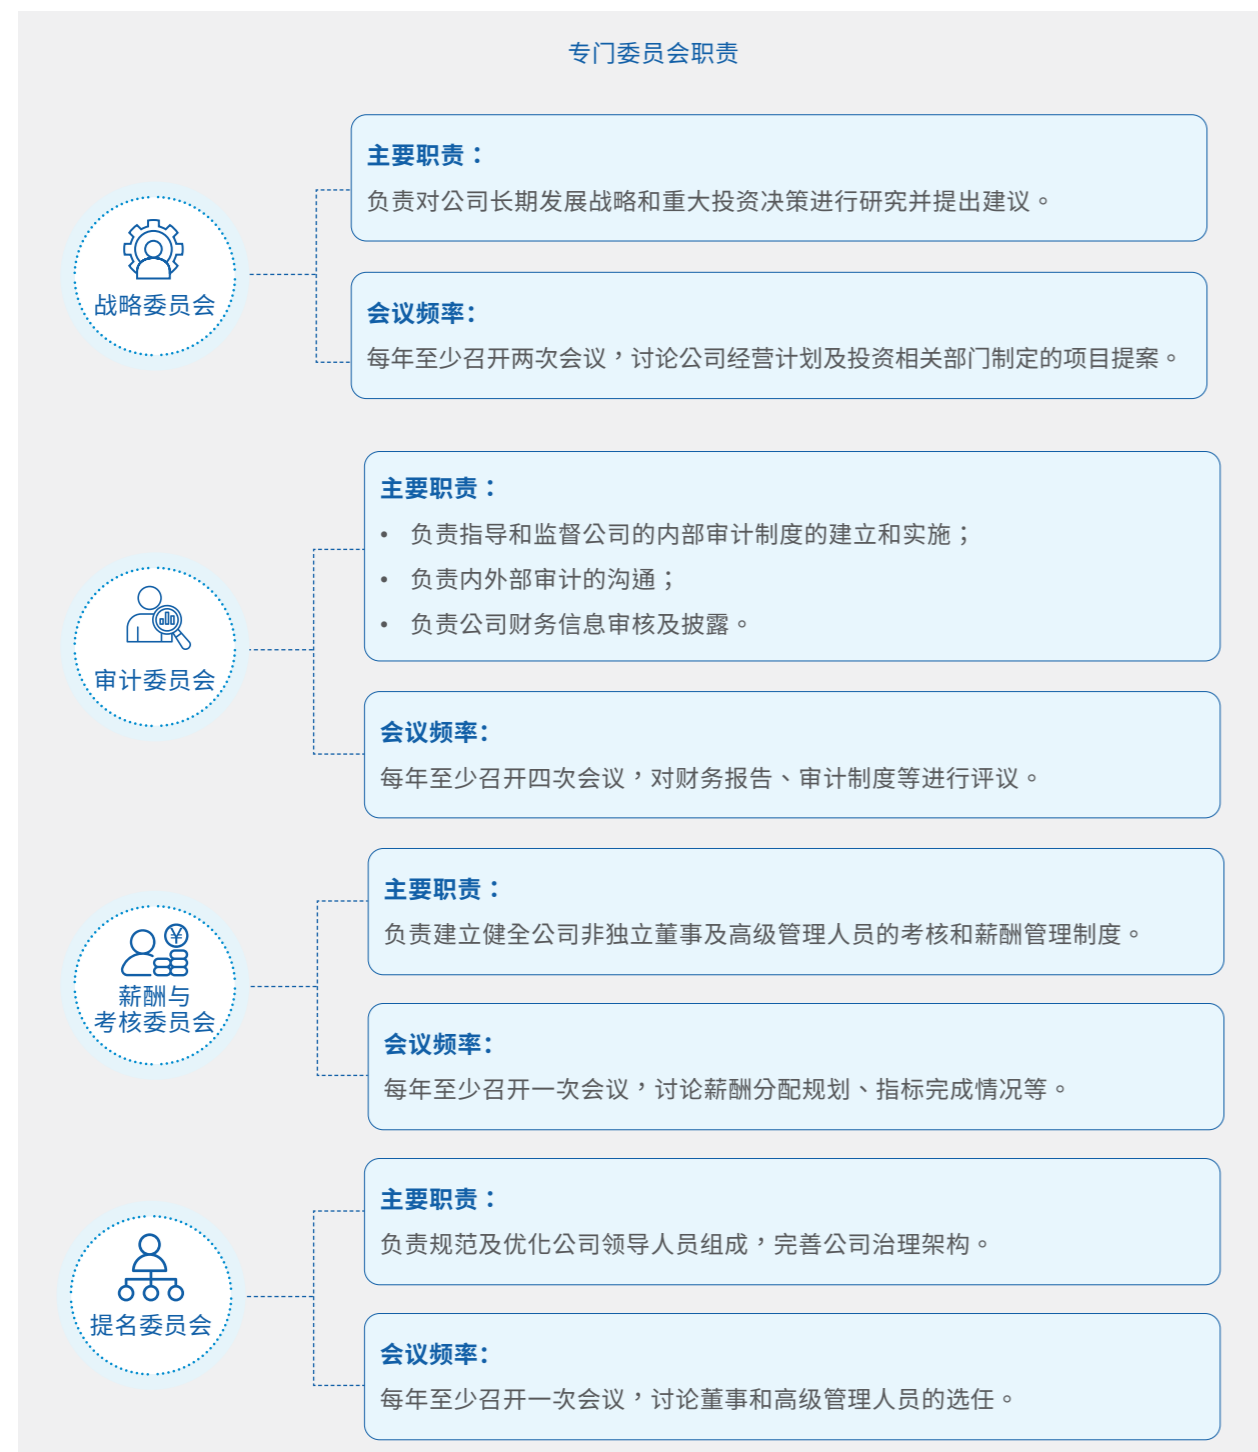 专门委员会职责
战略委员会
主要职责：
负责对公司长期发展战略和重大投资决策进行研究并提出建议。
会议频率：
每年至少召开两次会议，讨论公司经营计划及投资相关部门制定的项目提案。
审计委员会
主要职责：
• 负责指导和监督公司的内部审计制度的建立和实施；
• 负责内外部审计的沟通；
• 负责公司财务信息审核及披露。
会议频率：
每年至少召开四次会议，对财务报告、审计制度等进行评议。
薪酬与
考核委员会
主要职责：
负责建立健全公司非独立董事及高级管理人员的考核和薪酬管理制度。
会议频率：
每年至少召开一次会议，讨论薪酬分配规划、指标完成情况等。
提名委员会
主要职责：
负责规范及优化公司领导人员组成，完善公司治理架构。
会议频率：
每年至少召开一次会议，讨论董事和高级管理人员的选任。